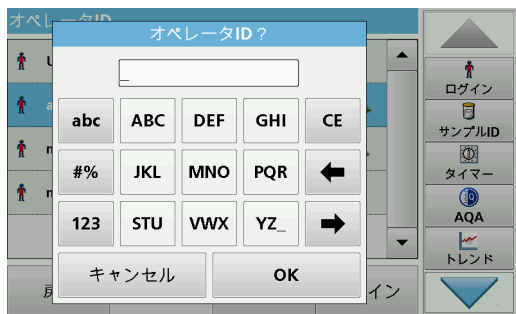 オペレータID
オペレータID？
_
abc ABC DEF GHI CE
#% JKL MNO PQR
123 STU VWX YZ_
キャンセル OK
ログイン
サンプルID
タイマー
AQA
トレンド